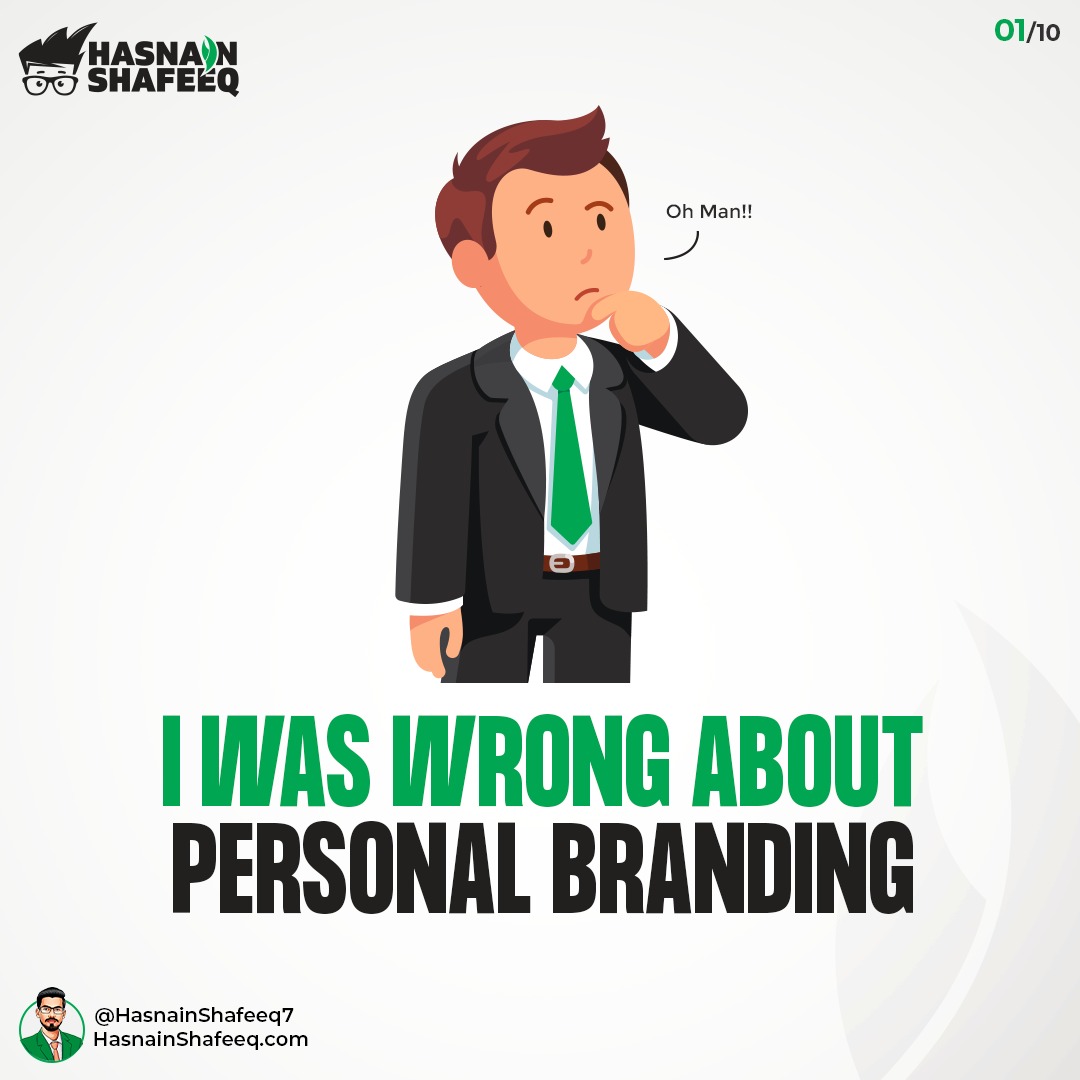 HASNAIN
SHAFEEQ
01/10
Oh Man!!
I WAS WRONG ABOUT
PERSONAL BRANDING
@HasnainShafeeq7
HasnainShafeeq.com